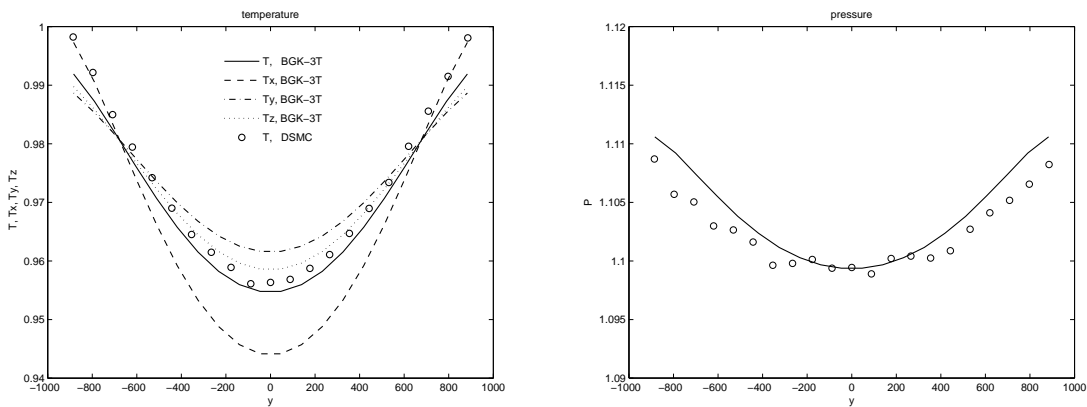 temperature
1
0.99
0.98
0.97
0.96
0.95
0.94
T, Tx, Ty, Tz
T, BGK−3T
Tx, BGK−3T
Ty, BGK−3T
Tz, BGK−3T
T, DSMC
−1000 −800 −600 −400 −200 0 200 400 600 800 1000
y
pressure
1.12
1.115
1.11
1.105
1.1
1.095
1.09
P
−1000 −800 −600 −400 −200 0 200 400 600 800 1000
y